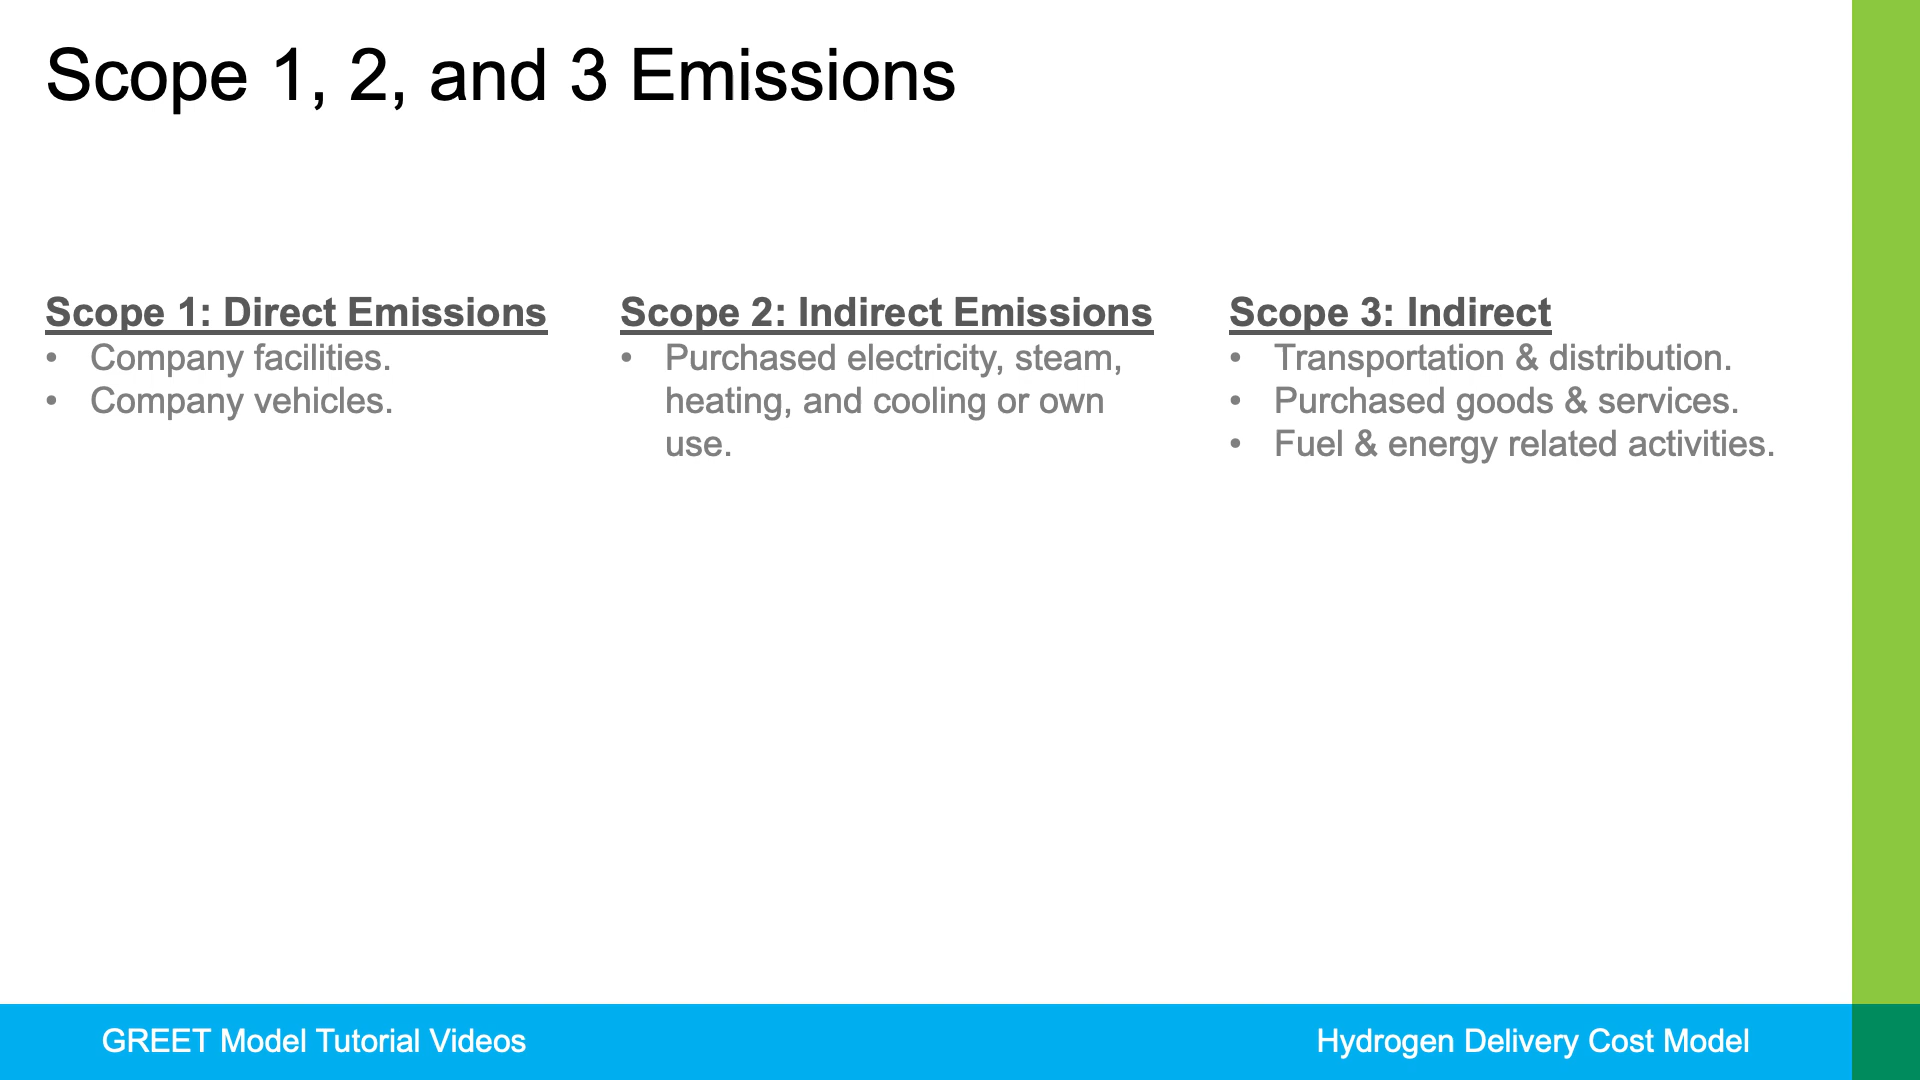 Scope 1, 2, and 3 Emissions
Scope 1: Direct Emissions
• Company facilities.
• Company vehicles.
Scope 2: Indirect Emissions
• Purchased electricity, steam,
heating, and cooling or own
use.
Scope 3: Indirect
• Transportation & distribution.
• Purchased goods & services.
• Fuel & energy related activities.
GREET Model Tutorial Videos
Hydrogen Delivery Cost Model